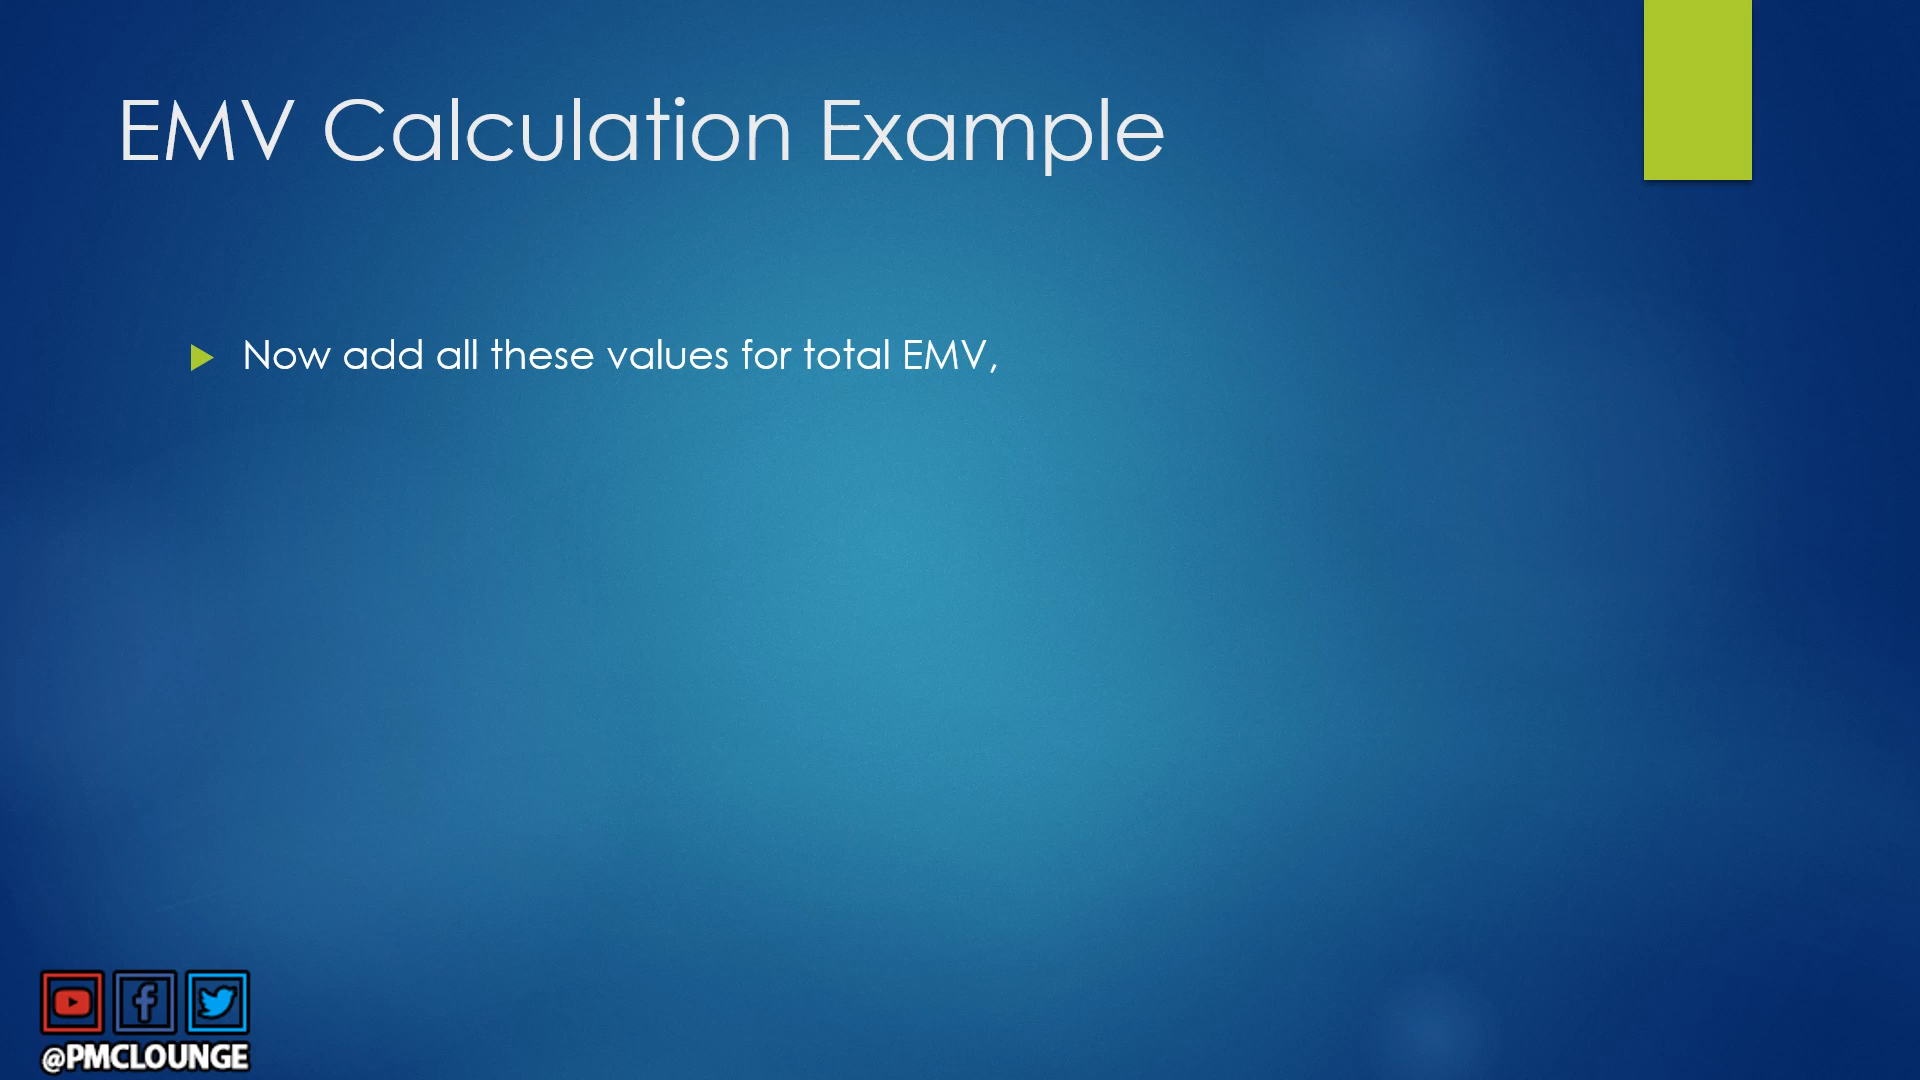 EMV Calculation Example
Now add all these values for total EMV,
@PMCLOUNGE